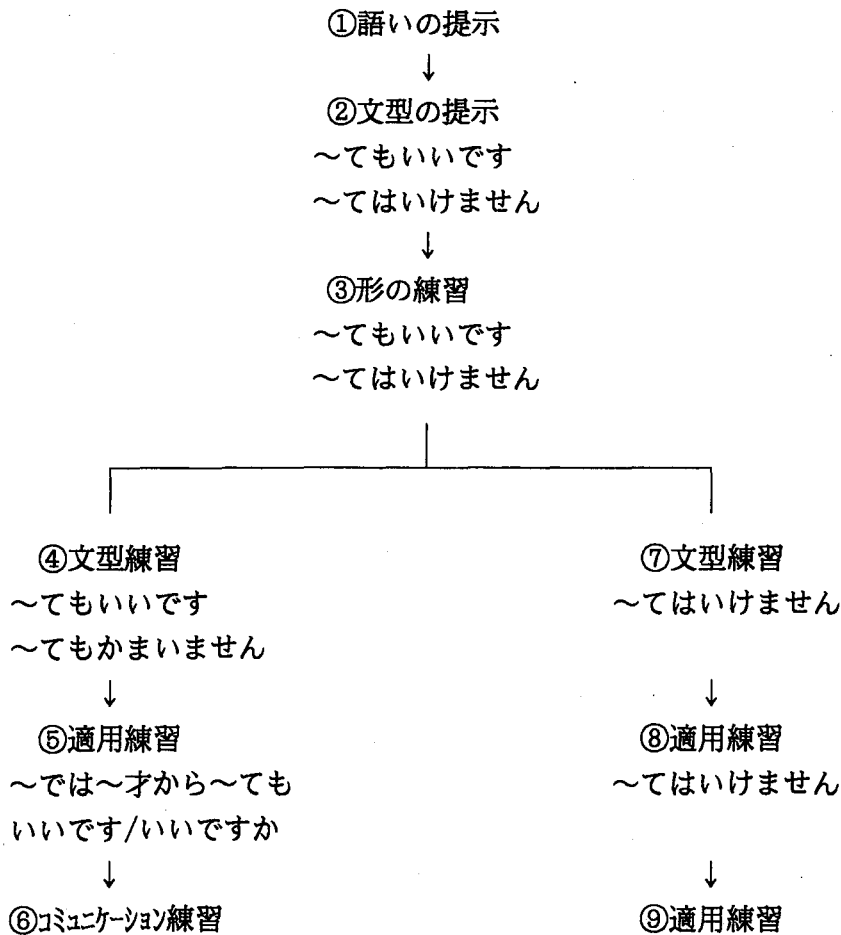 ①語いの提示
↓
②文型の提示
～てもいいです
～てはいけません
↓
③形の練習
～てもいいです
～てはいけません
④文型練習
～てもいいです
～てもかまいません
↓
⑤適用練習
～では～才から～ても
いいです/いいですか
↓
⑥コミュニケーション練習
⑦文型練習
～てはいけません
↓
⑧適用練習
～てはいけません
↓
⑨適用練習